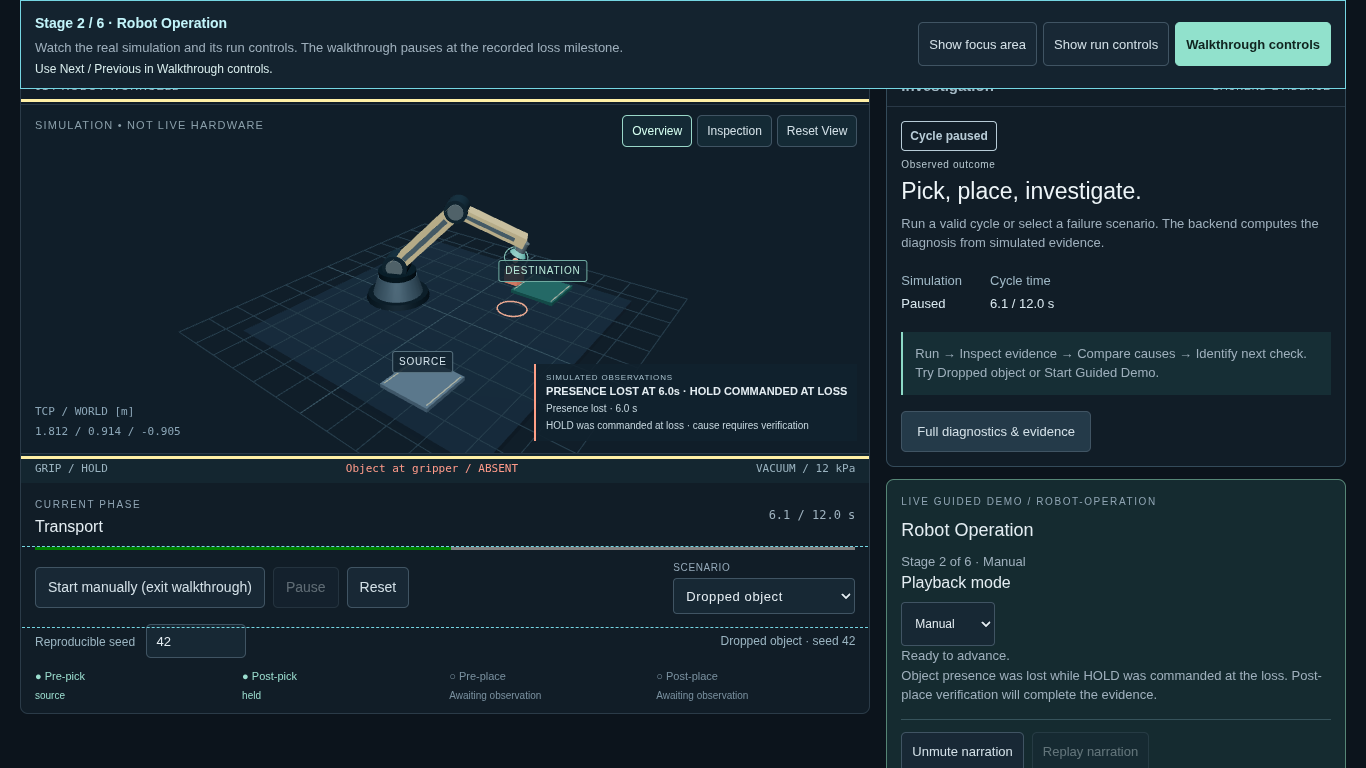 Stage 2 / 6 · Robot Operation
Watch the real simulation and its run controls. The walkthrough pauses at the recorded loss milestone.
Use Next / Previous in Walkthrough controls.
Show focus area
Show run controls
Walkthrough controls
SIMULATION • NOT LIVE HARDWARE
Overview
Inspection
Reset View
DESTINATION
SOURCE
SIMULATED OBSERVATIONS
PRESENCE LOST AT 6.0s · HOLD COMMANDED AT LOSS
Presence lost · 6.0 s
HOLD was commanded at loss · cause requires verification
TCP / WORLD [m]
1.812 / 0.914 / -0.905
GRIP / HOLD
Object at gripper / ABSENT
VACUUM / 12 kPa
CURRENT PHASE
Transport
6.1 / 12.0 s
Start manually (exit walkthrough)
Pause
Reset
SCENARIO
Dropped object
Reproducible seed
42
Dropped object · seed 42
● Pre-pick
source
● Post-pick
held
○ Pre-place
Awaiting observation
○ Post-place
Awaiting observation
Investigation
Cycle paused
Observed outcome
Pick, place, investigate.
Run a valid cycle or select a failure scenario. The backend computes the
diagnosis from simulated evidence.
Simulation
Cycle time
Paused
6.1 / 12.0 s
Run → Inspect evidence → Compare causes → Identify next check.
Try Dropped object or Start Guided Demo.
Full diagnostics & evidence
LIVE GUIDED DEMO / ROBOT-OPERATION
Robot Operation
Stage 2 of 6 · Manual
Playback mode
Manual
Ready to advance.
Object presence was lost while HOLD was commanded at the loss. Post-
place verification will complete the evidence.
Unmute narration
Replay narration